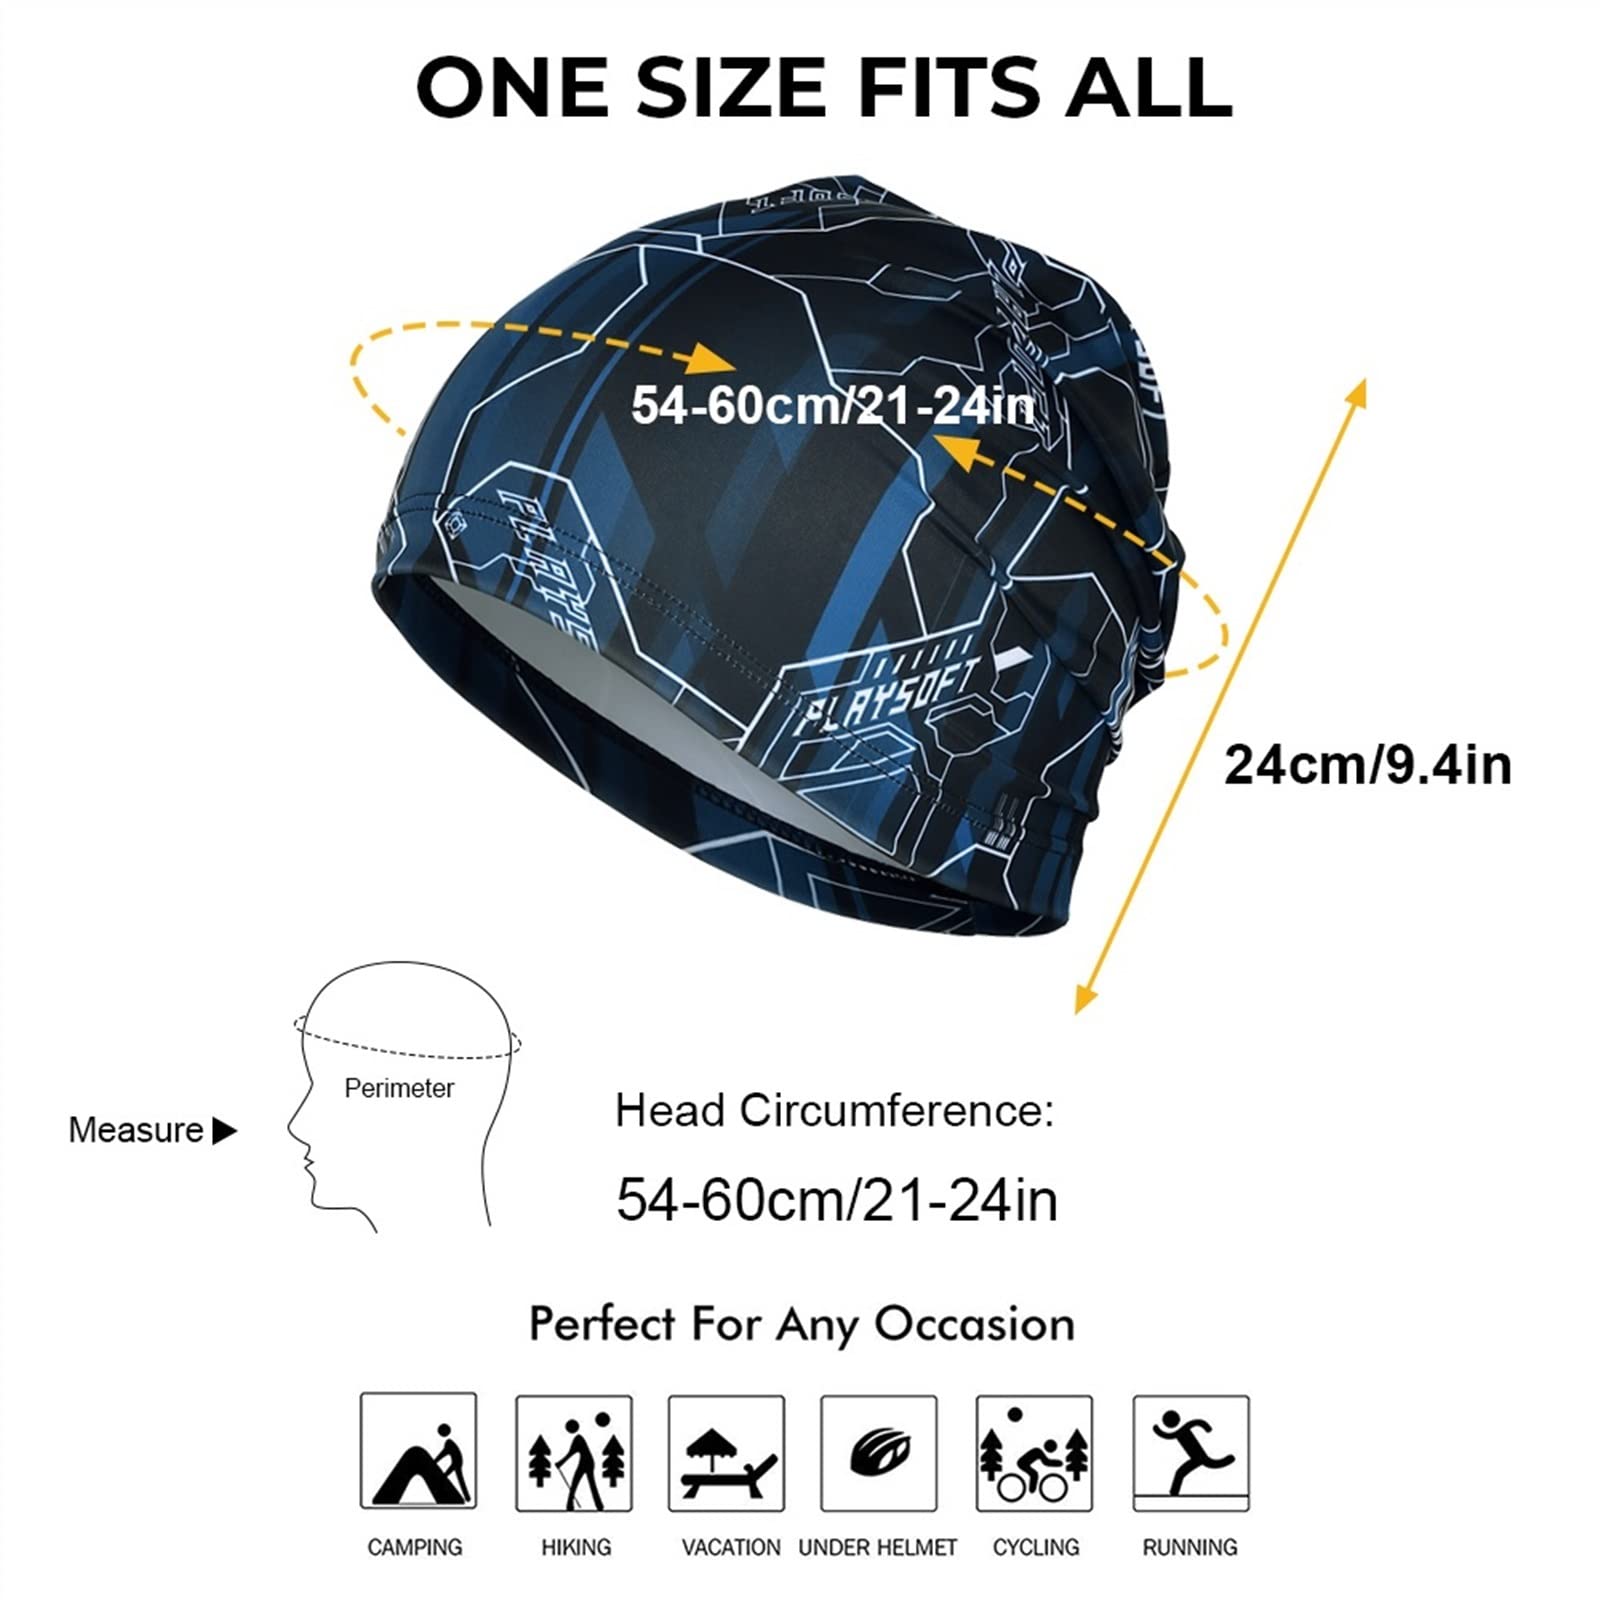 ONE SIZE FITS ALL
54-60cm/21-24in
PLAYSOFT
24cm/9.4in
Perimeter
Measure
Head Circumference:
54-60cm/21-24in
Perfect For Any Occasion
CAMPING HIKING VACATION UNDER HELMET CYCLING RUNNING